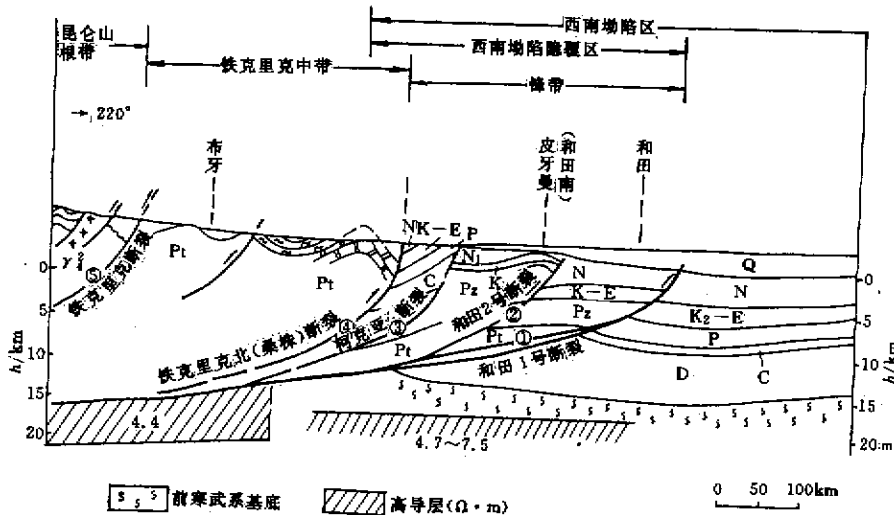 西南坳陷区
昆仑山
根带
西南坳陷隐覆区
铁克里克中带
锋带
220°
布牙
皮牙曼
(和田南)
和田
N K-E P
Pt
N₁
Q
γ₄²
⑤
铁克里克断裂
0
Pt
C
K
Pz
N
N
0
5
K-E
K₂-E
5
④
③
②
Pz
铁克里克北(桑株)断裂
柯克亚断裂
和田2号断裂
Pt
①
P
10
Pt
和田1号断裂
D
C
10
h/km
15
15
20
4.4
4.7~7.5
20
前寒武系基底
高导层(Ω·m)
0 50 100km